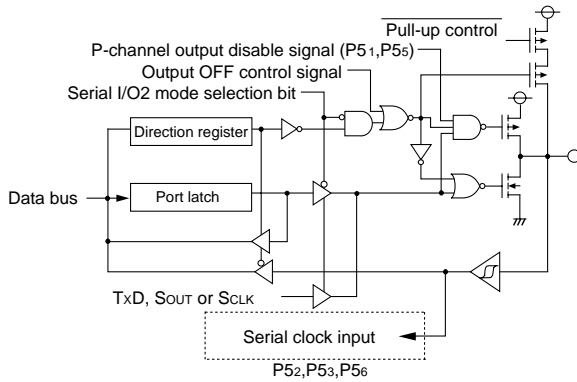 Pull-up control
P-channel output disable signal (P51,P55)
Output OFF control signal
Serial I/O2 mode selection bit
Direction register
Data bus
Port latch
TXD, SOUT or SCLK
Serial clock input
P52,P53,P56